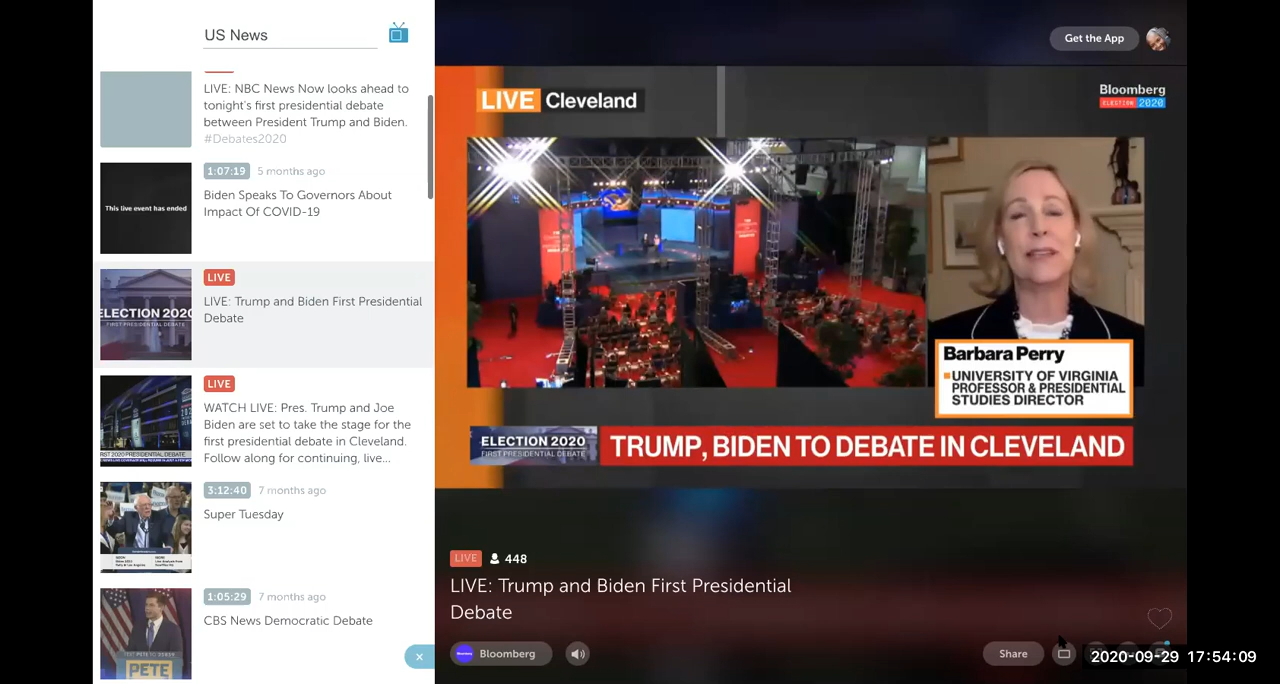 US News
LIVE: NBC News Now looks ahead to
tonight's first presidential debate
between President Trump and Biden.
#Debates2020
This live event has ended
1:07:19 5 months ago
Biden Speaks To Governors About
Impact Of COVID-19
ELECTION 2020
FIRST PRESIDENTIAL DEBATE
LIVE
LIVE: Trump and Biden First Presidential
Debate
LIVE
WATCH LIVE: Pres. Trump and Joe
Biden are set to take the stage for the
first presidential debate in Cleveland.
Follow along for continuing, live...
RST 2020 PRESIDENTIAL DEBATE
3:12:40 7 months ago
Super Tuesday
1:05:29 7 months ago
CBS News Democratic Debate
PETE
Get the App
LIVE Cleveland
Bloomberg
ELECTION 2020
Barbara Perry
UNIVERSITY OF VIRGINIA
PROFESSOR & PRESIDENTIAL
STUDIES DIRECTOR
ELECTION 2020
FIRST PRESIDENTIAL DEBATE
TRUMP, BIDEN TO DEBATE IN CLEVELAND
LIVE 448
LIVE: Trump and Biden First Presidential
Debate
Bloomberg
Share
2020-09-29 17:54:09